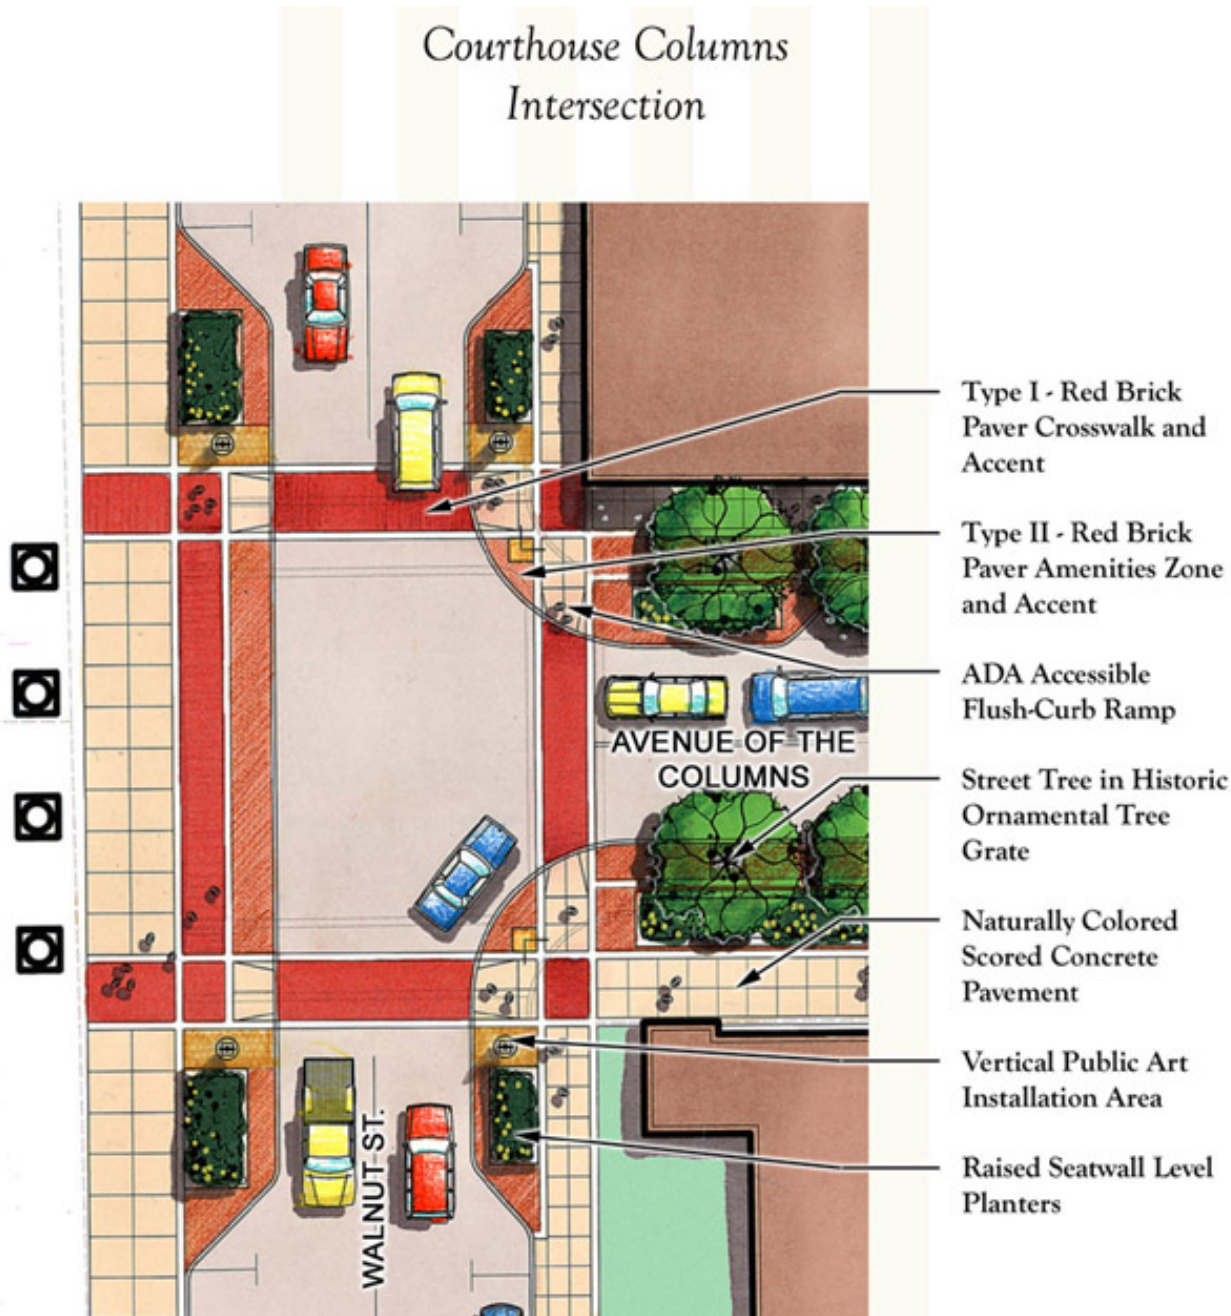 Courthouse Columns
Intersection
Type I - Red Brick
Paver Crosswalk and
Accent
Type II - Red Brick
Paver Amenities Zone
and Accent
ADA Accessible
Flush-Curb Ramp
AVENUE OF THE
COLUMNS
Street Tree in Historic
Ornamental Tree
Grate
Naturally Colored
Scored Concrete
Pavement
Vertical Public Art
Installation Area
Raised Seatwall Level
Planters
WALNUT ST.